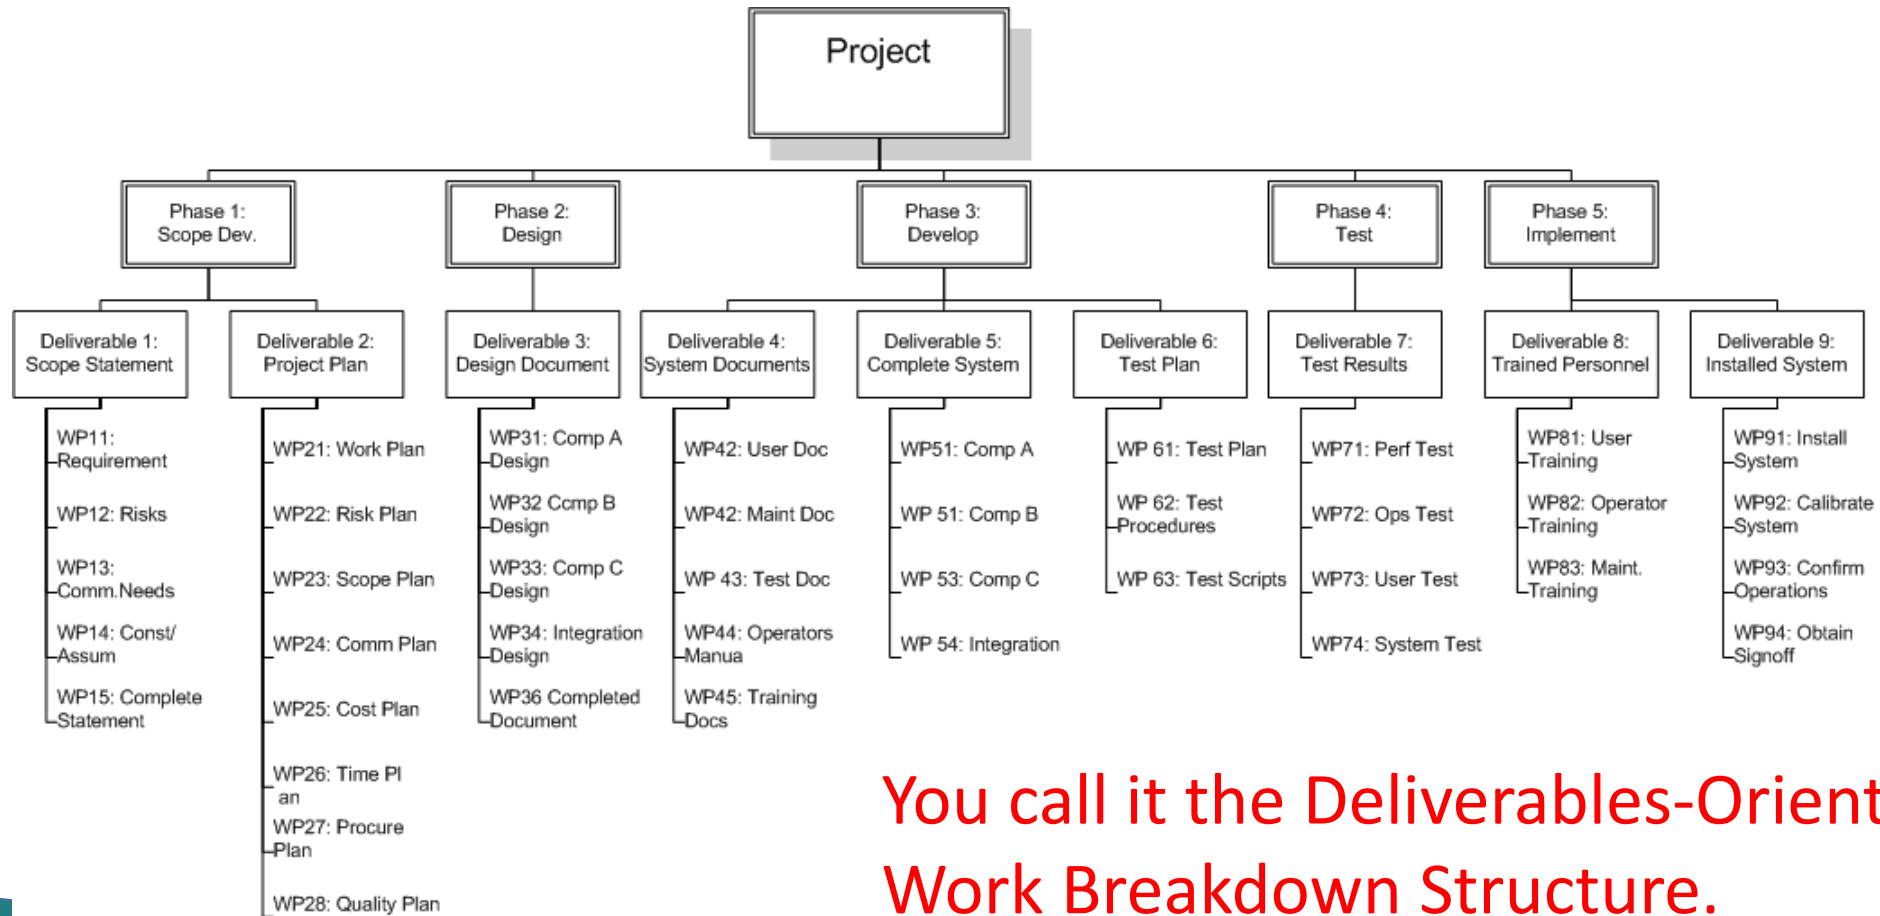 Project
Phase 1:
Scope Dev.
Phase 2:
Design
Phase 3:
Develop
Phase 4:
Test
Phase 5:
Implement
Deliverable 1:
Scope Statement
Deliverable 2:
Project Plan
Deliverable 3:
Design Document
Deliverable 4:
System Documents
Deliverable 5:
Complete System
Deliverable 6:
Test Plan
Deliverable 7:
Test Results
Deliverable 8:
Trained Personnel
Deliverable 9:
Installed System
WP11:
Requirement
WP12: Risks
WP13:
Comm.Needs
WP14: Const/
Assum
WP15: Complete
Statement
WP21: Work Plan
WP22: Risk Plan
WP23: Scope Plan
WP24: Comm Plan
WP25: Cost Plan
WP26: Time Pl
an
WP27: Procure
Plan
WP28: Quality Plan
WP31: Comp A
Design
WP32 Ccmp B
Design
WP33: Comp C
Design
WP34: Integration
Design
WP36 Completed
Document
WP42: User Doc
WP42: Maint Doc
WP 43: Test Doc
WP44: Operators
Manua
WP45: Training
Docs
WP51: Comp A
WP 51: Comp B
WP 53: Comp C
WP 54: Integration
WP 61: Test Plan
WP 62: Test
Procedures
WP 63: Test Scripts
WP71: Perf Test
WP72: Ops Test
WP73: User Test
WP74: System Test
WP81: User
Training
WP82: Operator
Training
WP83: Maint.
Training
WP91: Install
System
WP92: Calibrate
System
WP93: Confirm
Operations
WP94: Obtain
Signoff
You call it the Deliverables-Orient
Work Breakdown Structure.